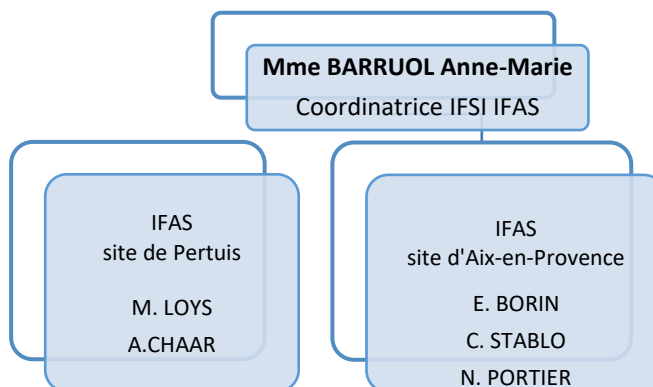 Mme BARRUOL Anne-Marie
Coordinatrice IFSI IFAS
IFAS
site de Pertuis
M. LOYS
A.CHAAR
IFAS
site d'Aix-en-Provence
E. BORIN
C. STABLO
N. PORTIER